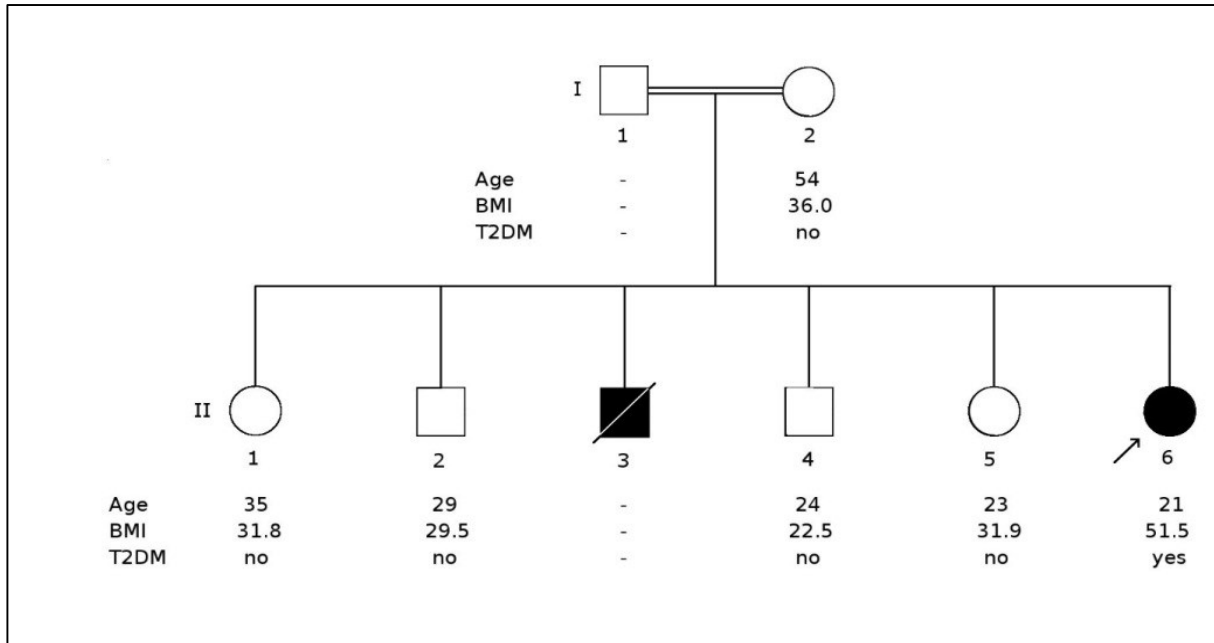 I
1 2
Age - 54
BMI - 36.0
T2DM - no
II
1 2 3 4 5 6
Age 35 29 - 24 23 21
BMI 31.8 29.5 - 22.5 31.9 51.5
T2DM no no - no no yes